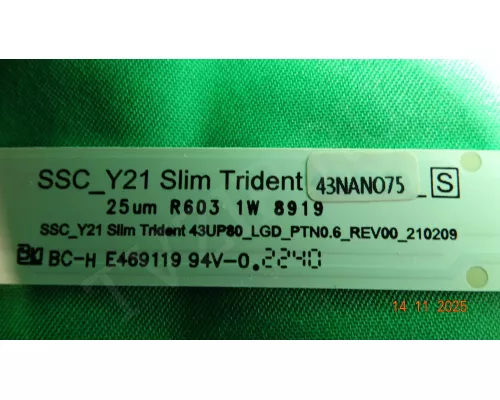 SSC_Y21 Slim Trident 43NANO75_S
25um R603 1W 8919
SSC_Y21 Slim Trident 43UP80_LGD_PTN0.6_REV00_210209
BC-H E469119 94V-0.2240
14 11 2025